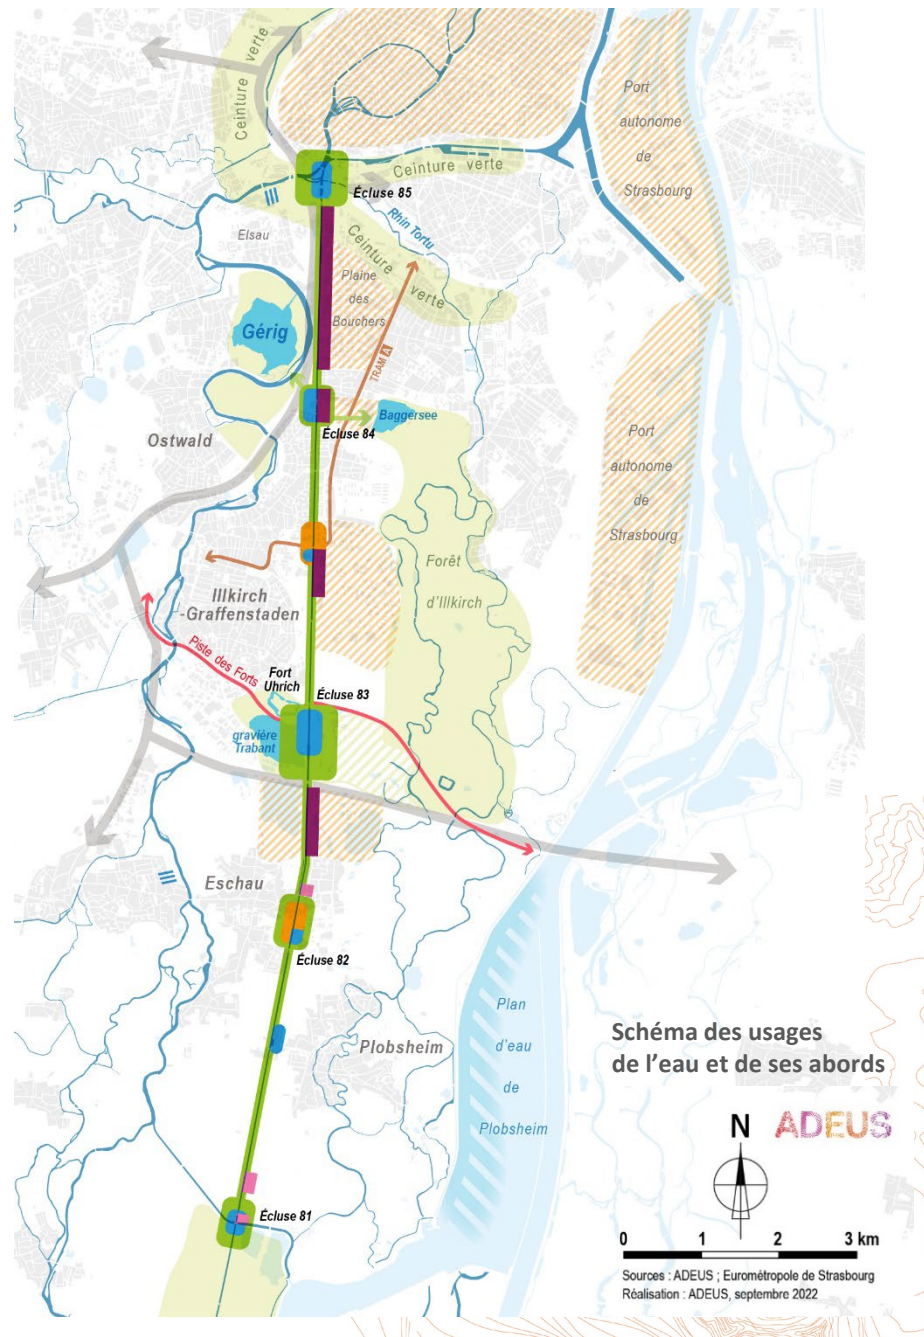 Ceinture verte
Port
autonome
de
Strasbourg
Ceinture verte
Écluse 85
Rhin Tortu
Elsau
Ceinture verte
Plaine
des
Bouchers
Gérig
TRAM A
Baggersee
Écluse 84
Ostwald
Port
autonome
de
Strasbourg
Forêt
d'Illkirch
Illkirch
-Graffenstaden
Piste des Forts
Fort
Uhrich
Écluse 83
gravière
Trabant
Eschau
Écluse 82
Plan
d'eau
de
Plobsheim
Plobsheim
Schéma des usages
de l'eau et de ses abords
N
ADEUS
Écluse 81
0 1 2 3 km
Sources : ADEUS ; Eurométropole de Strasbourg
Réalisation : ADEUS, septembre 2022